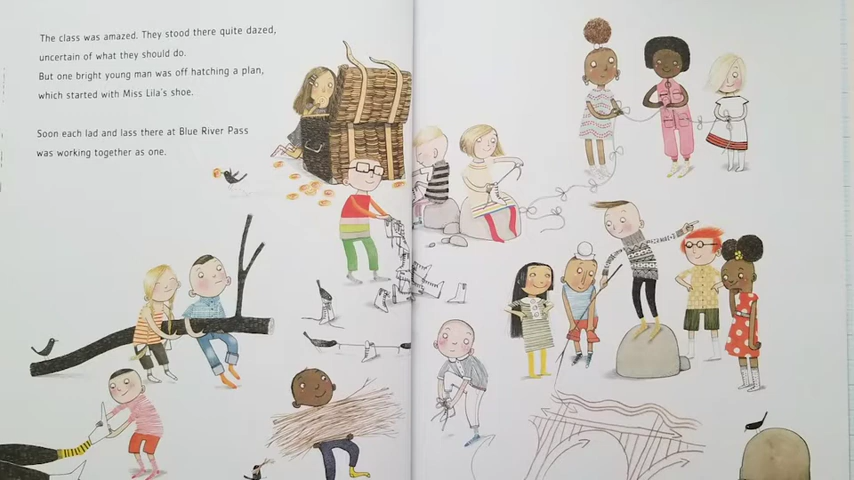 The class was amazed. They stood there quite dazed,
uncertain of what they should do.
But one bright young man was off hatching a plan,
which started with Miss Lila's shoe.
Soon each lad and lass there at Blue River Pass
was working together as one.